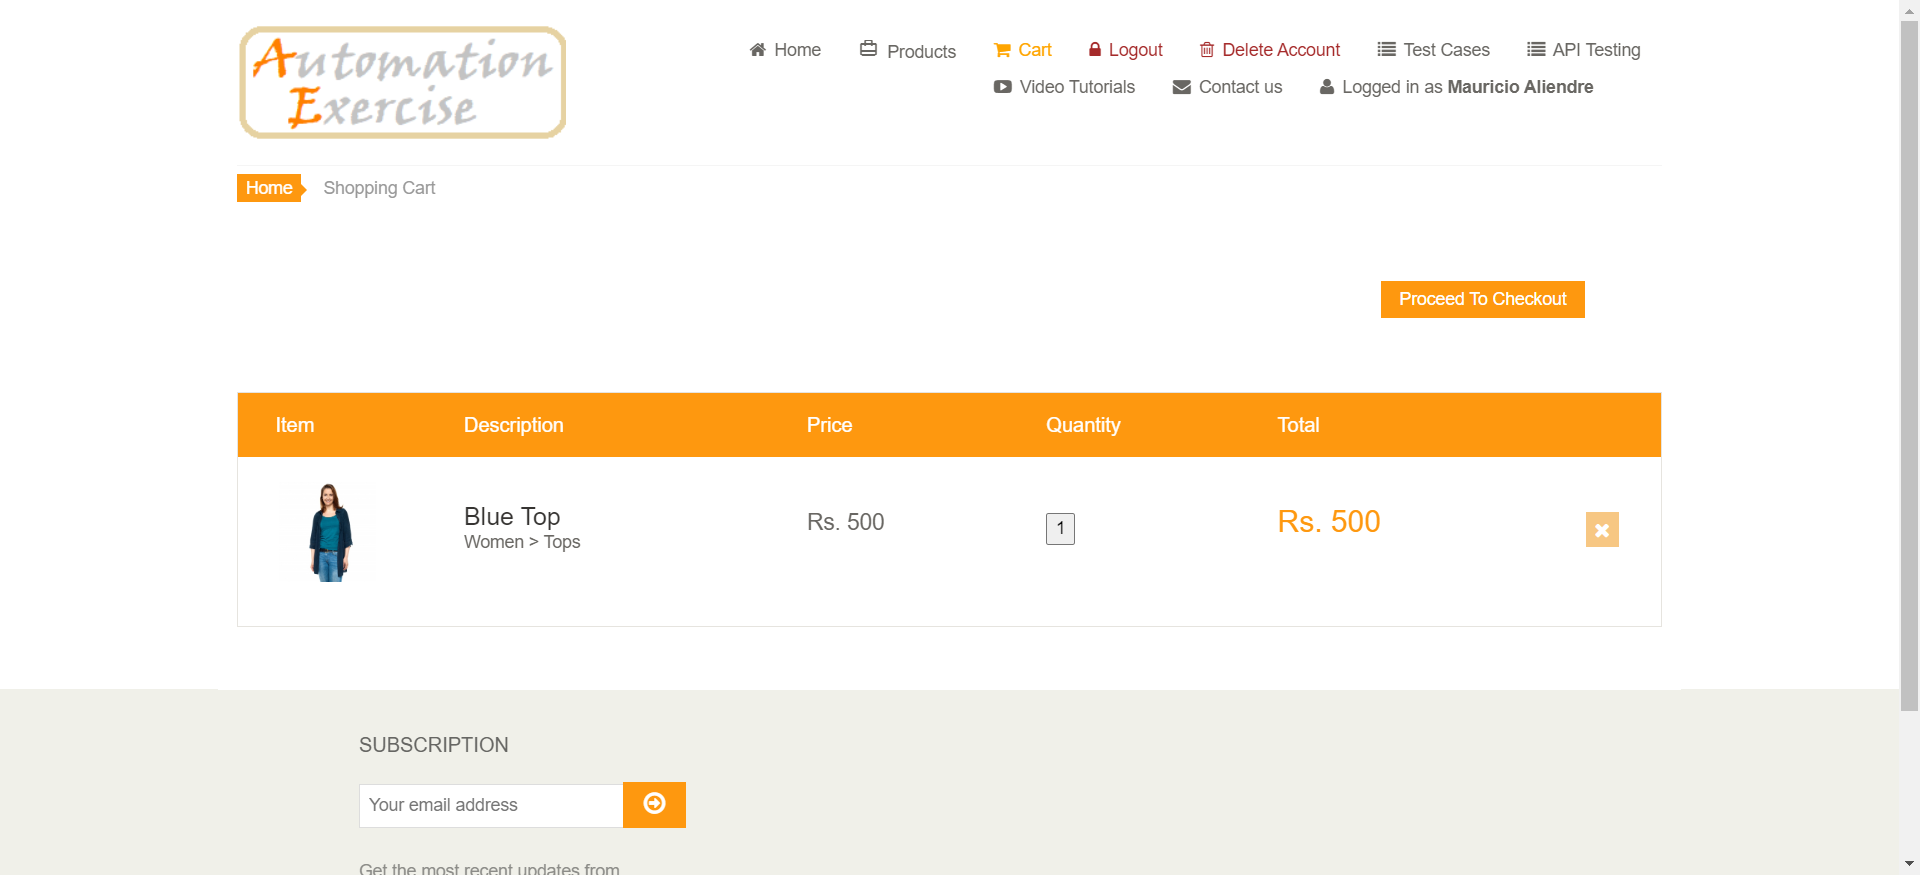 Automation
Exercise
Home Products Cart Logout Delete Account Test Cases API Testing
Video Tutorials Contact us Logged in as Mauricio Aliendre
Home Shopping Cart
Proceed To Checkout
Item Description Price Quantity Total
Blue Top Rs. 500 1 Rs. 500
Women > Tops
SUBSCRIPTION
Your email address
Get the most recent updates from